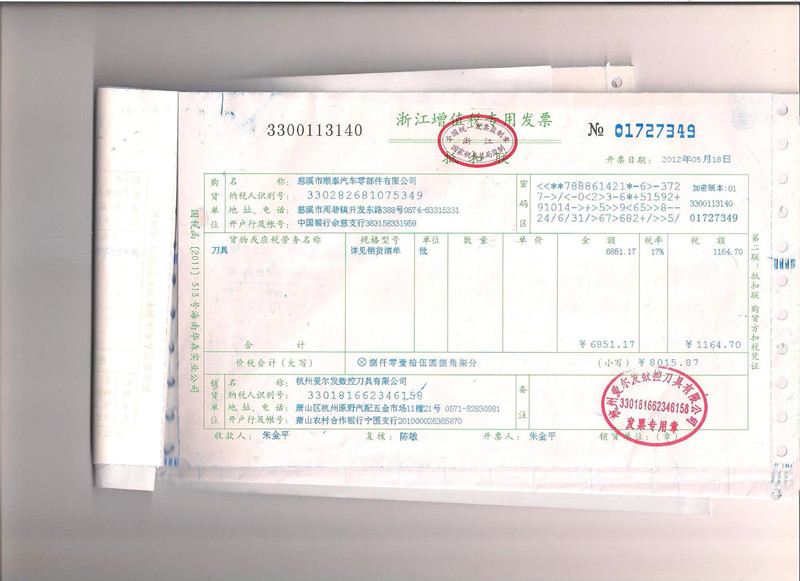 3300113140
浙江增值税专用发票
№ 01727349
全国统一发票监制章
浙江
国家税务局监制
开票日期: 2012年05月18日
购货单位
名 称: 慈溪市顺泰汽车零部件有限公司
纳税人识别号: 330282681075349
地 址、电 话: 慈溪市周巷镇开发东路388号0574-63315331
开户行及帐号: 中国银行余慈支行383158331959
密码区
<<**788861421*-6>-372
7->/<-0<2>3-6*+51592+
91014->+>5>>9<65>>8--
24/6/31/>67>682+/>>5/
加密版本:01
3300113140
01727349
货物或应税劳务名称 规格型号 单位 数 量 单 价 金 额 税率 税 额
刀具 详见销货清单 批 6851.17 17% 1164.70
合 计 ￥6851.17 ￥1164.70
价税合计(大写) ⊗捌仟零壹拾伍圆捌角柒分 (小写) ￥8015.87
销货单位
名 称: 杭州爱尔发数控刀具有限公司
纳税人识别号: 330181662346158
地 址、电 话: 萧山区杭州原野汽配五金市场11幢21号 0571-82830981
开户行及帐号: 萧山农村合作银行宁国支行201000026365870
备注
收款人: 朱金平 复核: 陈敏 开票人: 朱金平 销货单位:(章)
杭州爱尔发数控刀具有限公司
330181662346158
发票专用章
国税函〔2011〕313号海南华森实业公司
第二联:抵扣联 购货方扣税凭证